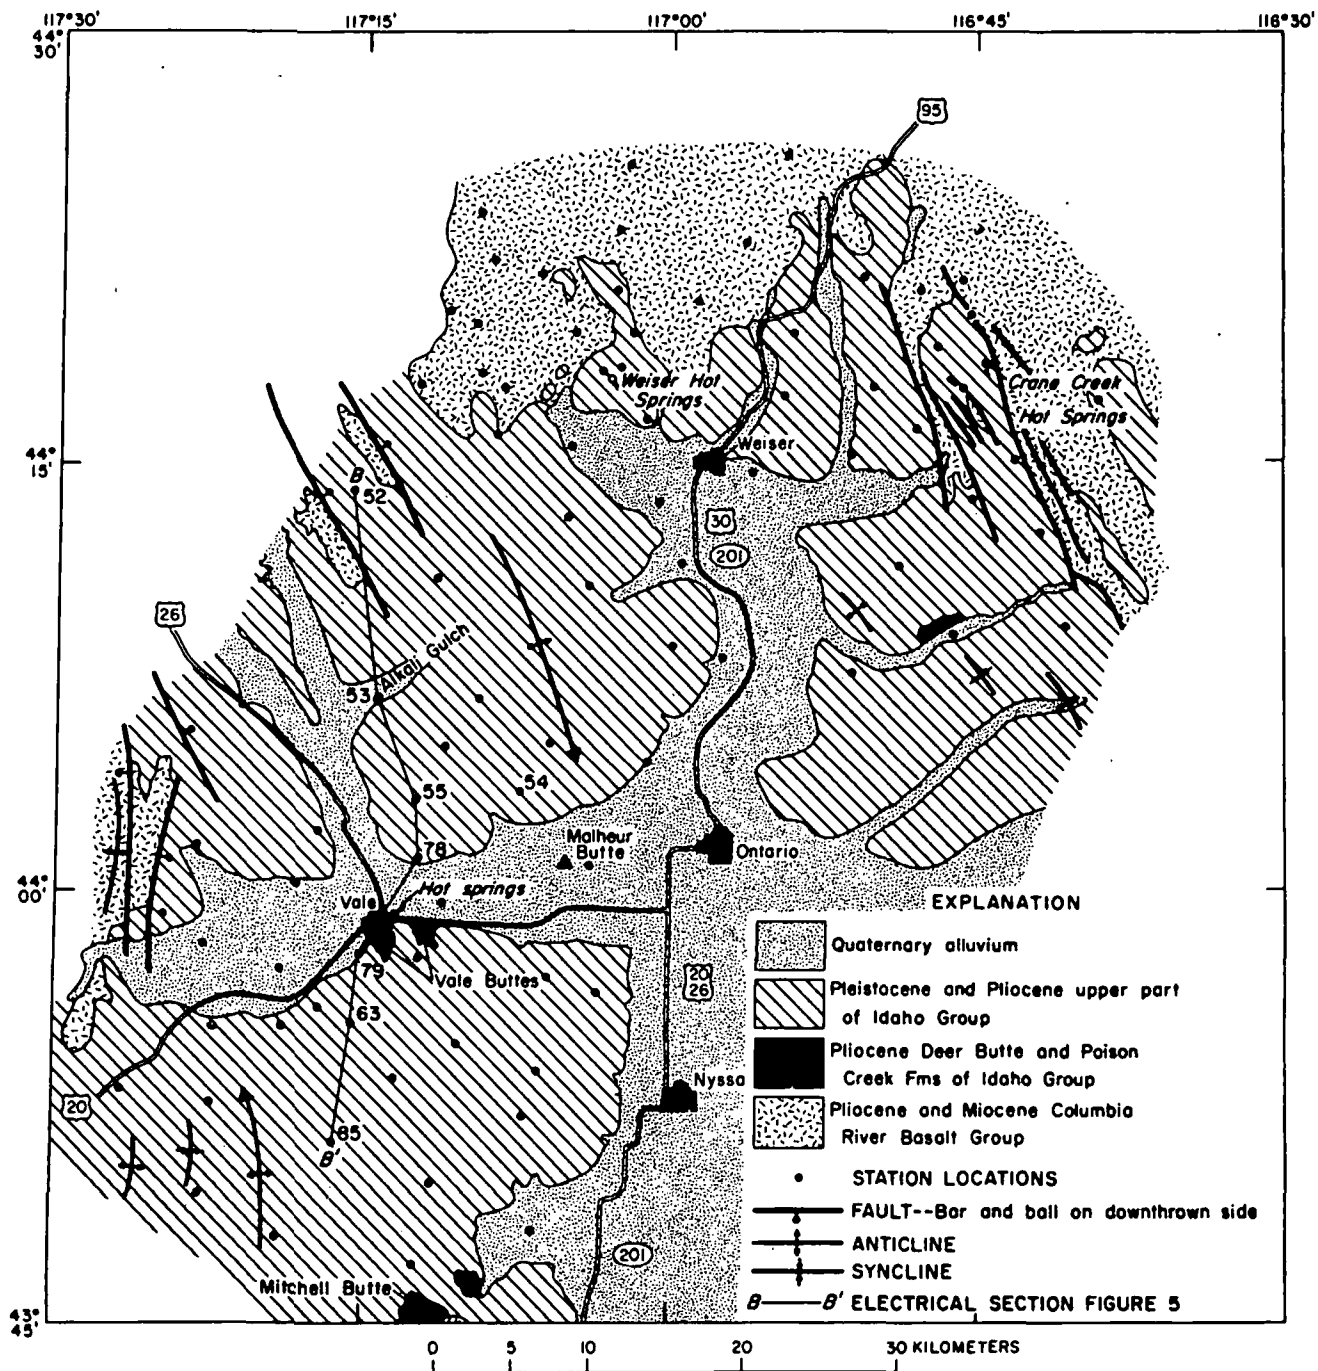 117°30'
117°15'
117°00'
116°45'
116°30'
44°
30'
95
Weiser Hot
Springs
Crane Creek
Hot Springs
Weiser
44°
15'
B
52
30
201
26
Alkali Gulch
53
55
54
78
Malheur
Butte
Ontario
44°
00'
Hot springs
Vale
79
Vale Buttes
63
20
26
Nyssa
20
85
B'
201
Mitchell Butte
43°
45'
EXPLANATION
Quaternary alluvium
Pleistocene and Pliocene upper part
of Idaho Group
Pliocene Deer Butte and Poison
Creek Fms of Idaho Group
Pliocene and Miocene Columbia
River Basalt Group
STATION LOCATIONS
FAULT--Bar and ball on downthrown side
ANTICLINE
SYNCLINE
B B' ELECTRICAL SECTION FIGURE 5
0 5 10 20 30 KILOMETERS